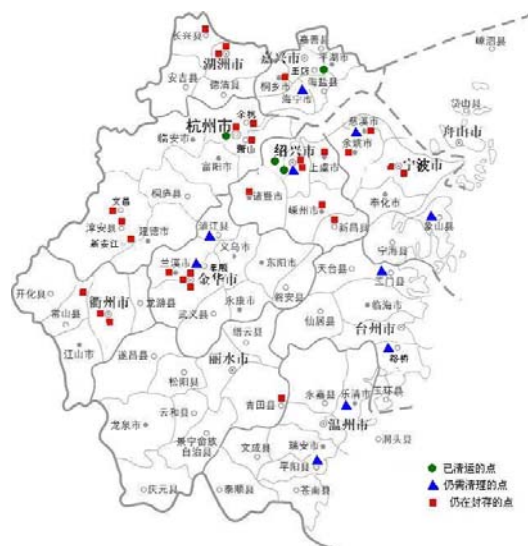 嵊泗县
长兴县
嘉善县
湖州市
嘉兴市
平湖市
海盐县
安吉县
德清县
桐乡市
海宁市
岱山县
杭州市
余杭
慈溪市
舟山市
临安市
萧山
绍兴市
余姚市
宁波市
富阳市
上虞市
桐庐县
诸暨市
奉化市
文昌
嵊州市
淳安县
新昌县
象山县
建德市
浦江县
宁海县
新安江
义乌市
兰溪市
东阳市
天台县
三门县
开化县
金华市
衢州市
磐安县
龙游县
永康市
临海市
常山县
武义县
仙居县
缙云县
台州市
江山市
遂昌县
丽水市
路桥
松阳县
玉环县
青田县
永嘉县
乐清市
云和县
龙泉市
温州市
洞头县
景宁畲族
自治县
文成县
瑞安市
平阳县
已清运的点
仍需清理的点
庆元县
泰顺县
苍南县
仍在封存的点